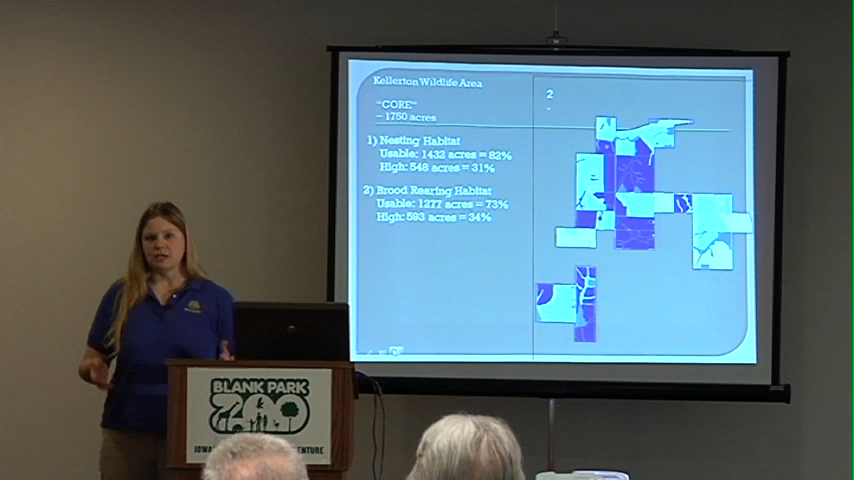 Kellerton Wildlife Area
"CORE"
~ 1750 acres
1) Nesting Habitat
Usable: 1432 acres = 82%
High: 548 acres = 31%
2) Brood Rearing Habitat
Usable: 1277 acres = 73%
High: 593 acres = 34%
2
BLANK PARK
ZOO